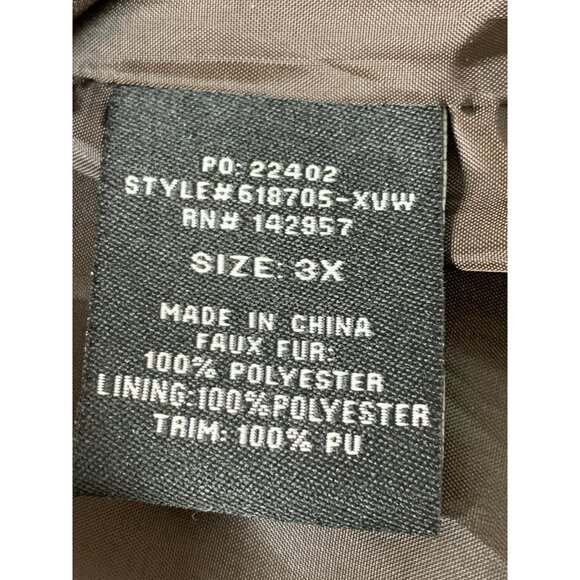 PO: 22402
STYLE#618705-XUW
RN# 142957
SIZE: 3X
MADE IN CHINA
FAUX FUR:
100% POLYESTER
LINING:100%POLYESTER
TRIM: 100% PU